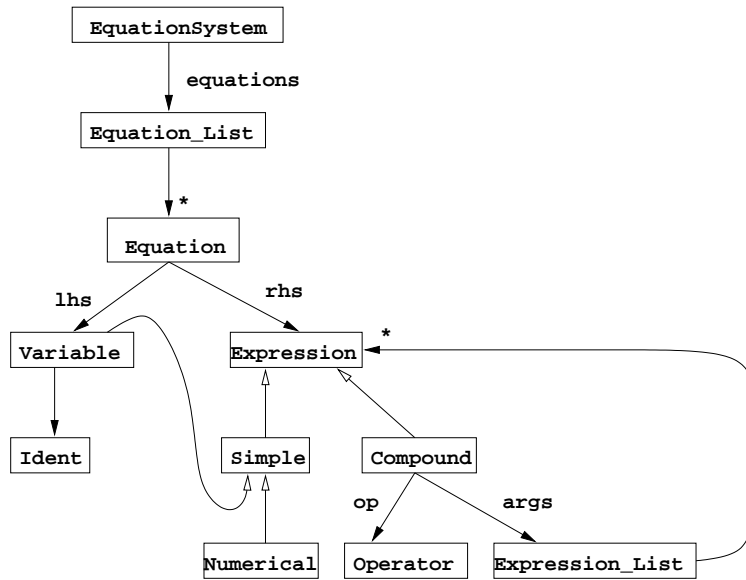 EquationSystem
equations
Equation_List
*
Equation
lhs
rhs
*
Variable
Expression
Ident
Simple
Compound
op
args
Numerical
Operator
Expression_List